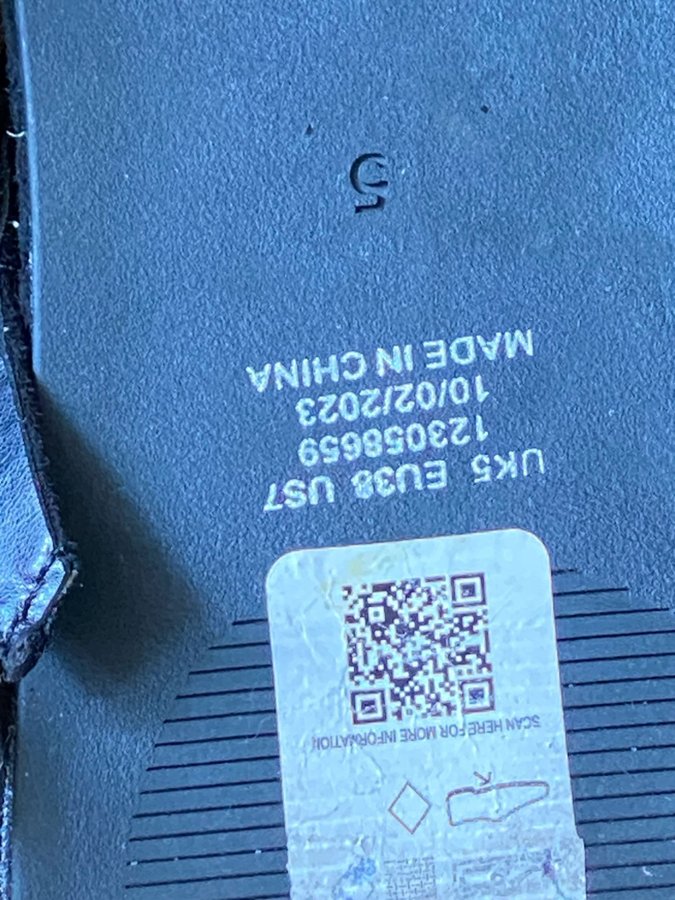 UK5 EU38 US7
123058659
10/02/2023
MADE IN CHINA
5
SCAN HERE FOR MORE INFORMATION